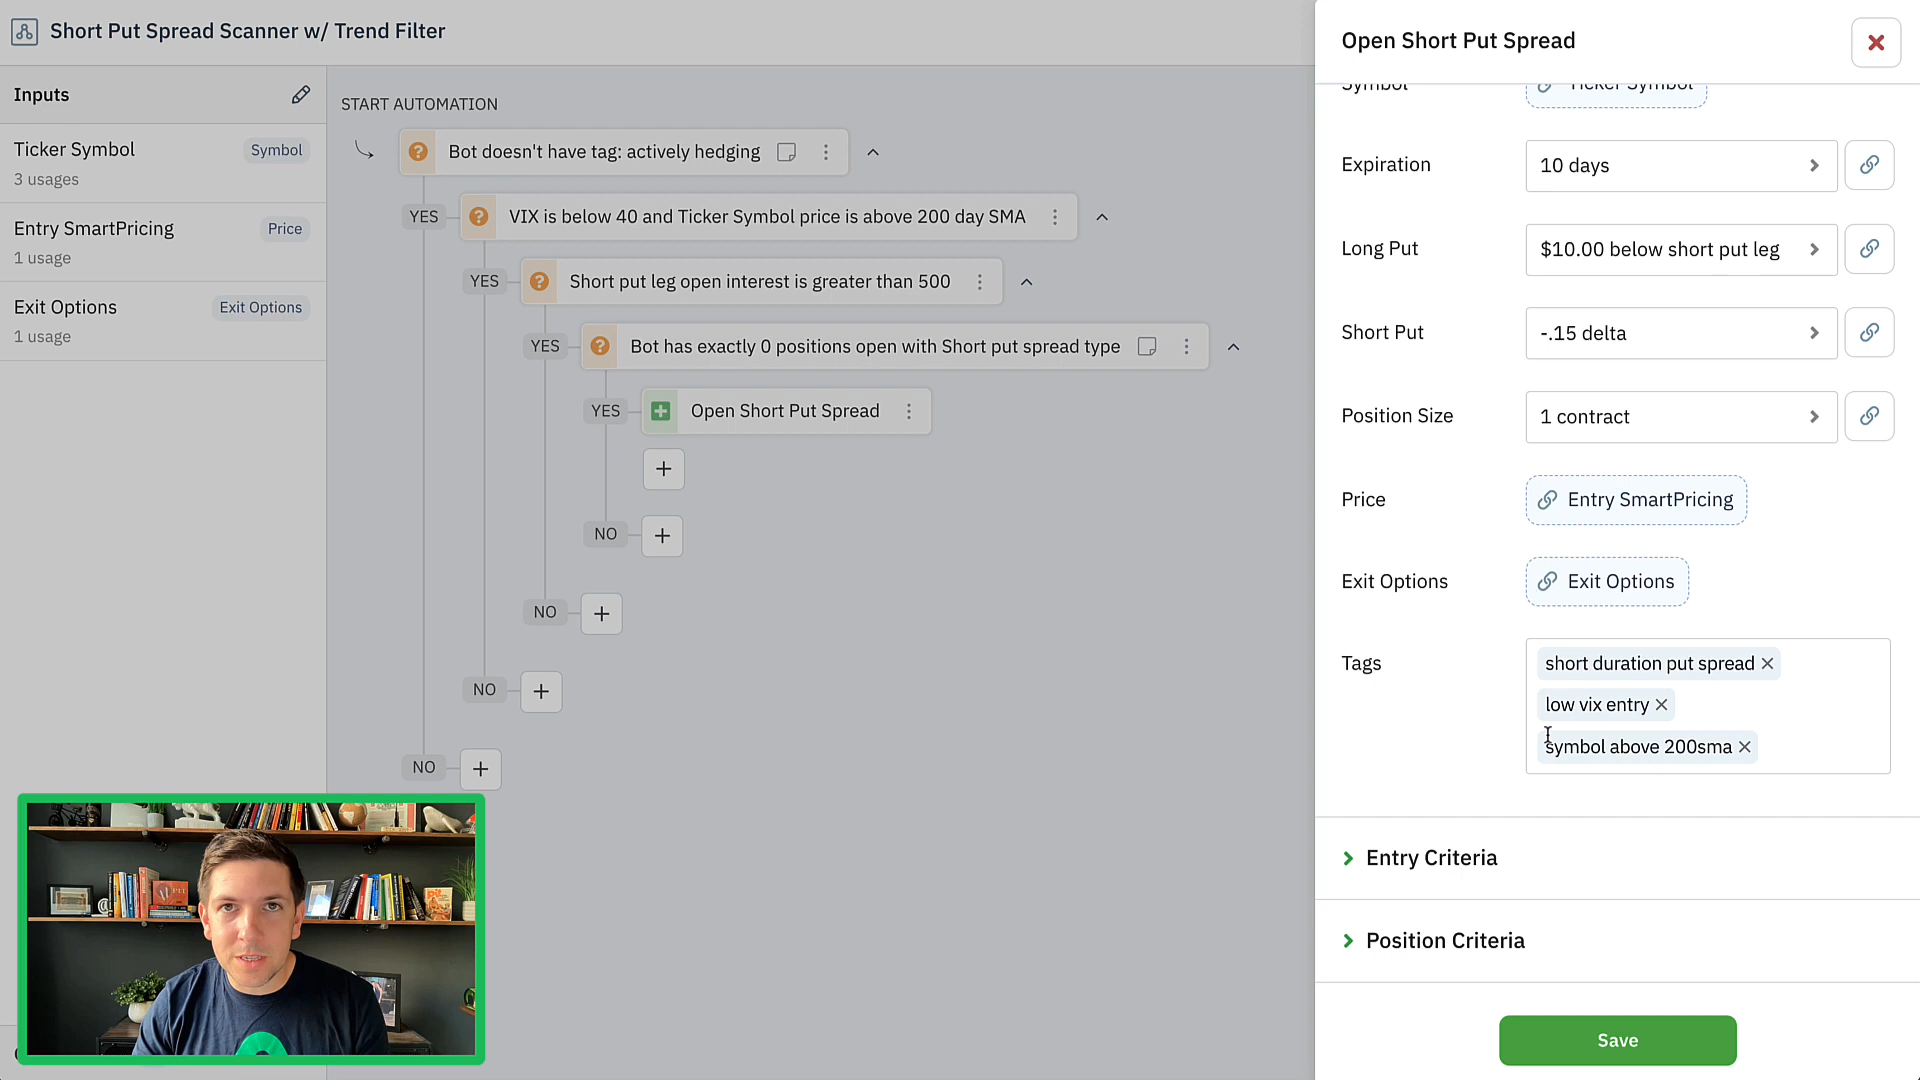 Short Put Spread Scanner w/ Trend Filter
Inputs
Ticker Symbol
Symbol
3 usages
Entry SmartPricing
Price
1 usage
Exit Options
Exit Options
1 usage
START AUTOMATION
Bot doesn't have tag: actively hedging
YES
VIX is below 40 and Ticker Symbol price is above 200 day SMA
YES
Short put leg open interest is greater than 500
YES
Bot has exactly 0 positions open with Short put spread type
YES
Open Short Put Spread
NO
NO
NO
NO
Open Short Put Spread
Symbol
Ticker Symbol
Expiration
10 days
Long Put
$10.00 below short put leg
Short Put
-.15 delta
Position Size
1 contract
Price
Entry SmartPricing
Exit Options
Exit Options
Tags
short duration put spread
low vix entry
symbol above 200sma
Entry Criteria
Position Criteria
Save